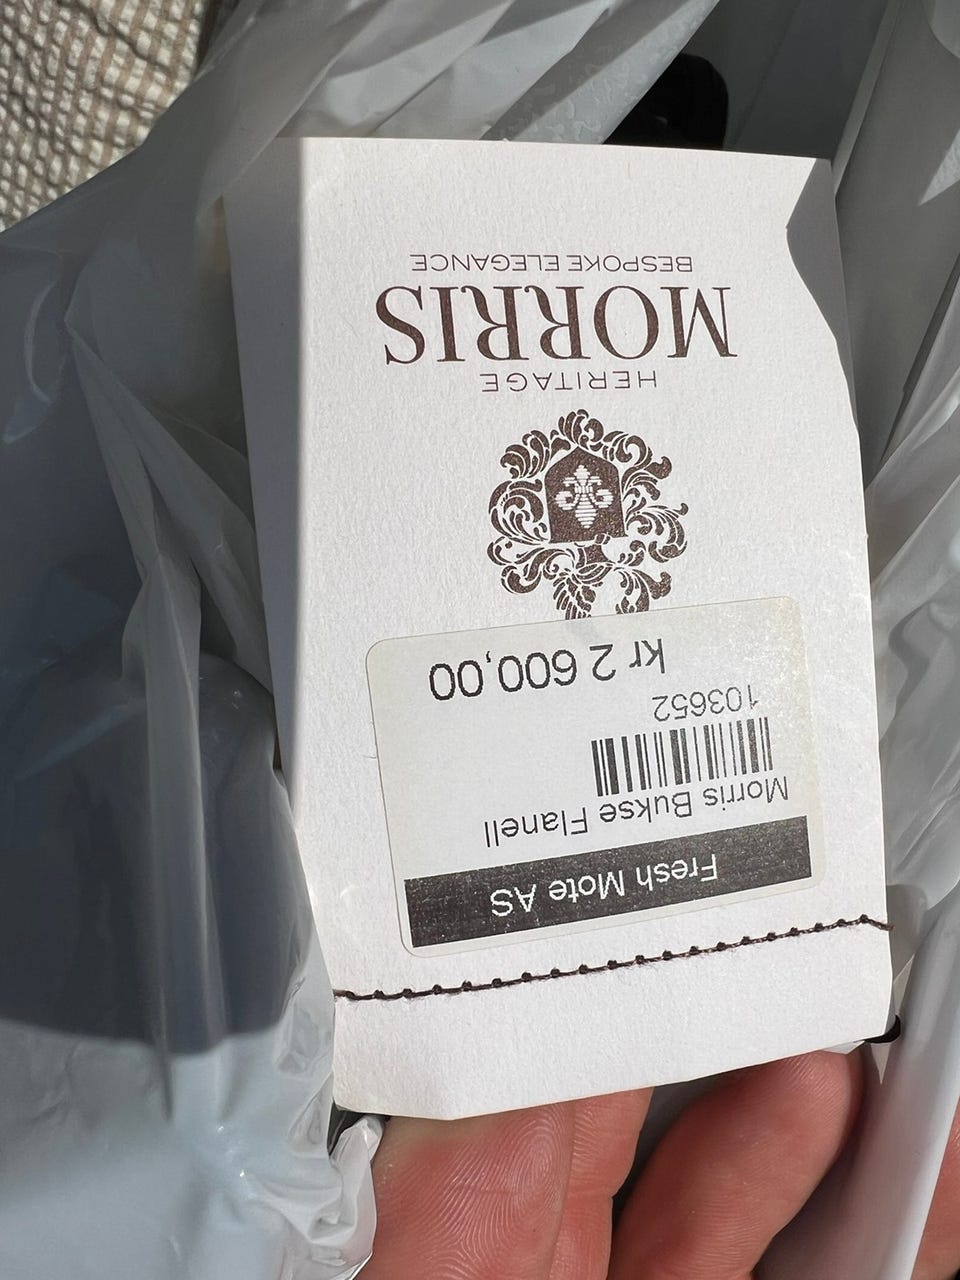 Fresh Mote AS
Morris Bukse Flanell
103652
kr 2 600,00
HERITAGE
MORRIS
BESPOKE ELEGANCE